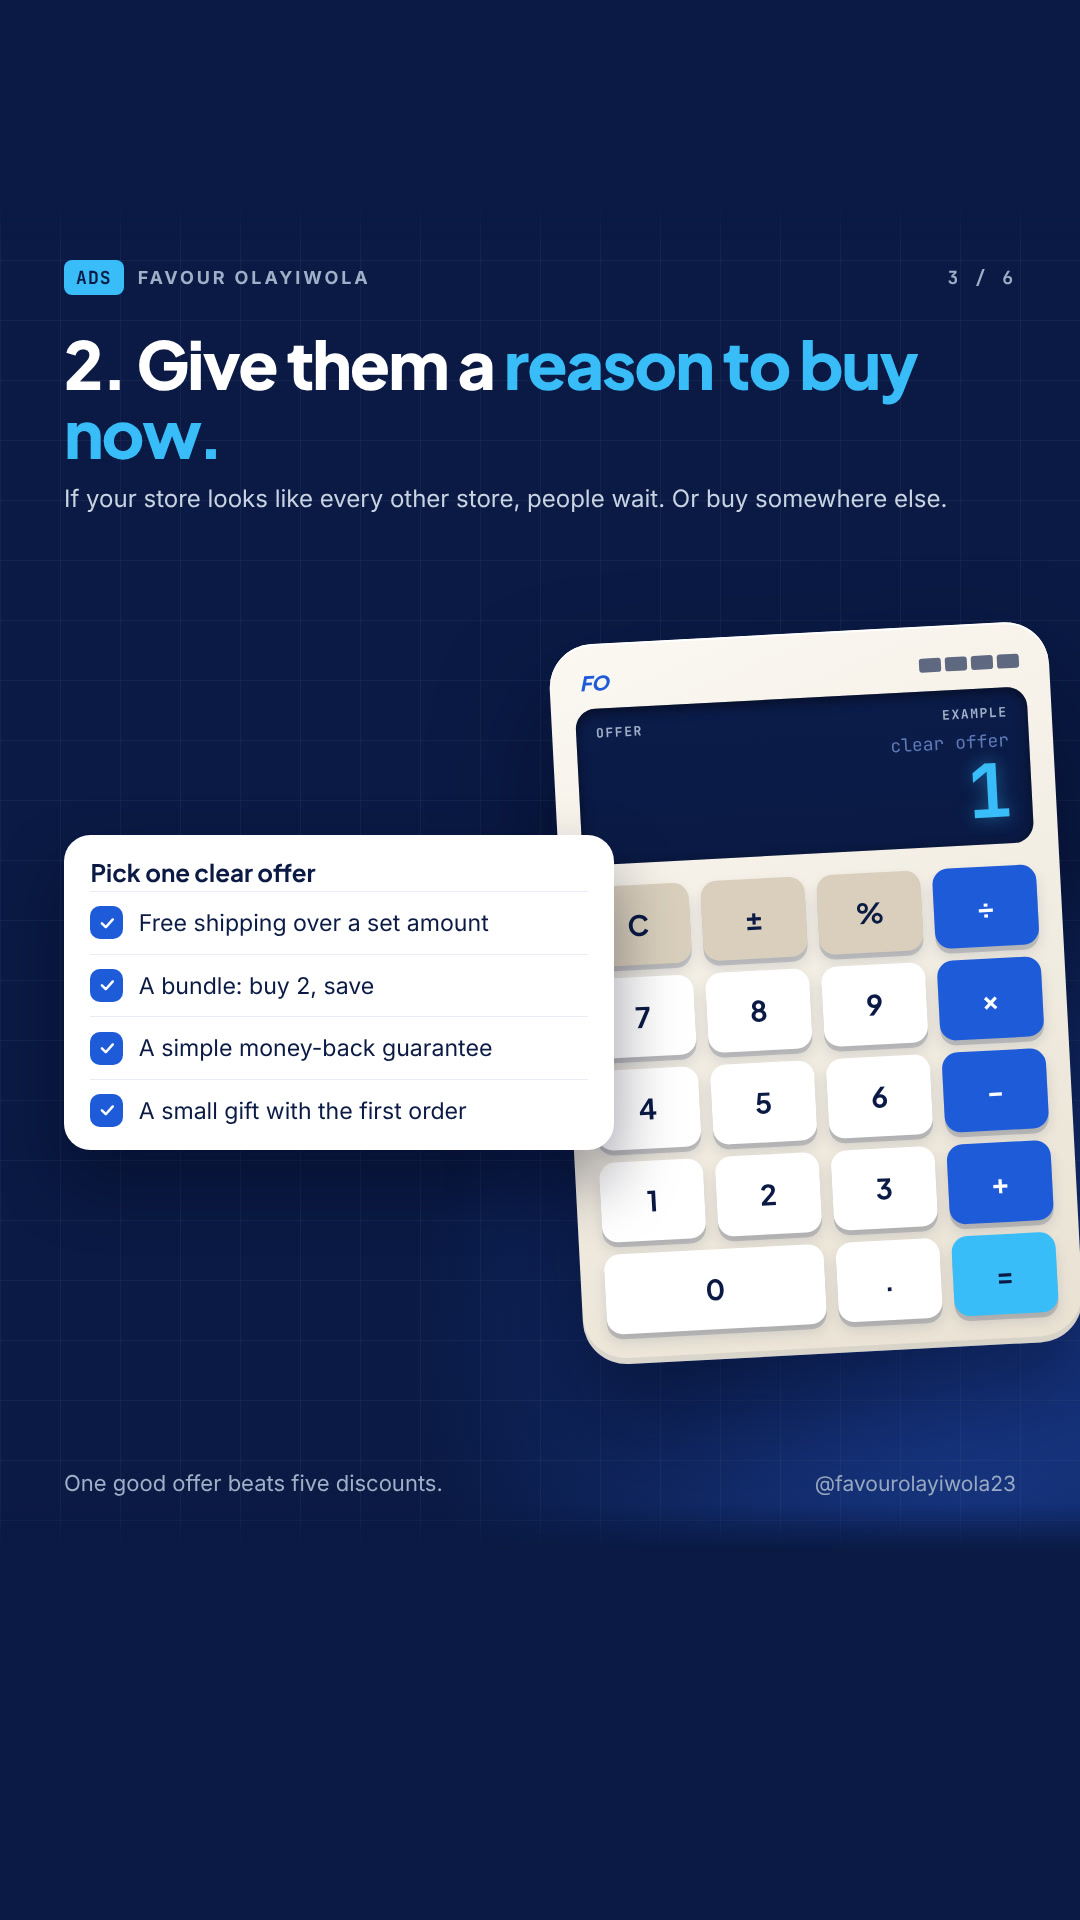 ADS FAVOUR OLAYIWOLA
3 / 6
2. Give them a reason to buy
now.
If your store looks like every other store, people wait. Or buy somewhere else.
FO
OFFER
EXAMPLE
clear offer
1
Pick one clear offer
Free shipping over a set amount
A bundle: buy 2, save
A simple money-back guarantee
A small gift with the first order
C ± % ÷
7 8 9 ×
4 5 6 −
1 2 3 +
0 . =
One good offer beats five discounts.
@favourolayiwola23